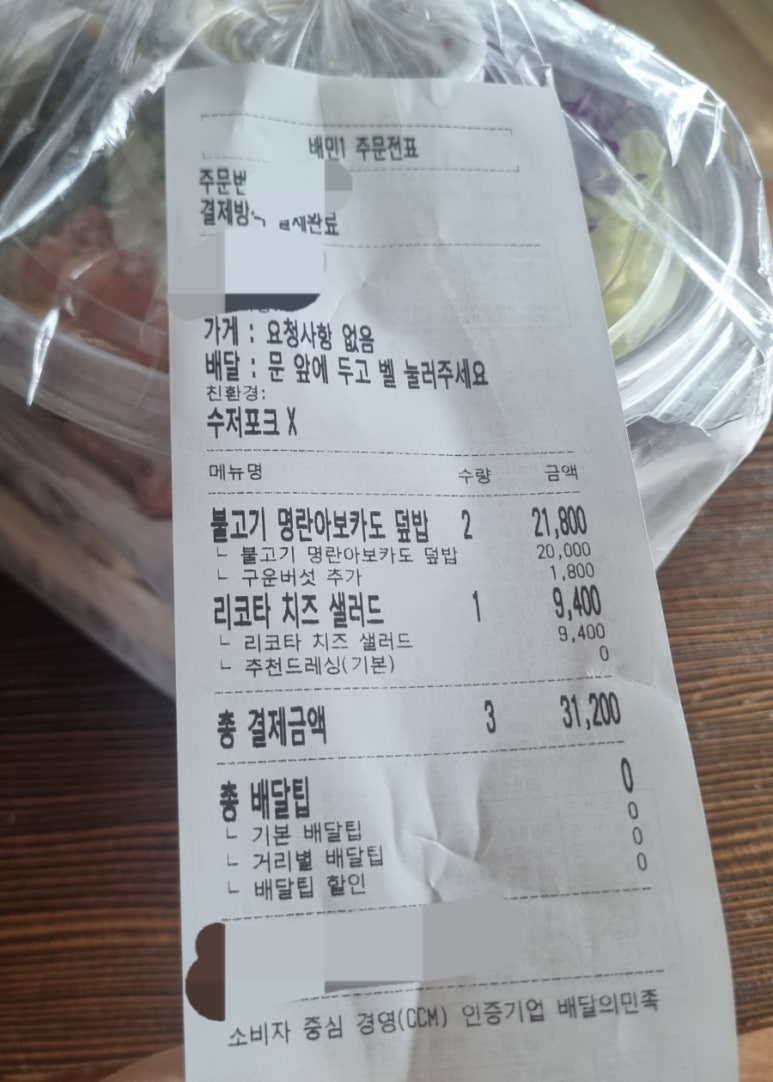 배민1 주문전표
주문번
결제방
가게 : 요청사항 없음
배달 : 문 앞에 두고 벨 눌러주세요
친환경:
수저포크 X
메뉴명 수량 금액
불고기 명란아보카도 덮밥 2 21,800
ㄴ 불고기 명란아보카도 덮밥 20,000
ㄴ 구운버섯 추가 1,800
리코타 치즈 샐러드 1 9,400
ㄴ 리코타 치즈 샐러드 9,400
ㄴ 추천드레싱(기본) 0
총 결제금액 3 31,200
총 배달팁 0
ㄴ 기본 배달팁 0
ㄴ 거리별 배달팁 0
ㄴ 배달팁 할인 0
소비자 중심 경영(CCM) 인증기업 배달의민족